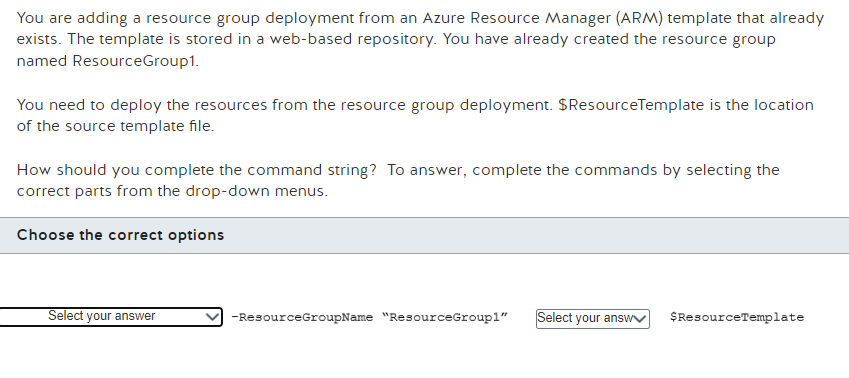 You are adding a resource group deployment from an Azure Resource Manager (ARM) template that already
exists. The template is stored in a web-based repository. You have already created the resource group
named ResourceGroup1.
You need to deploy the resources from the resource group deployment. $ResourceTemplate is the location
of the source template file.
How should you complete the command string? To answer, complete the commands by selecting the
correct parts from the drop-down menus.
Choose the correct options
Select your answer -ResourceGroupName “ResourceGroup1” Select your answ $ResourceTemplate